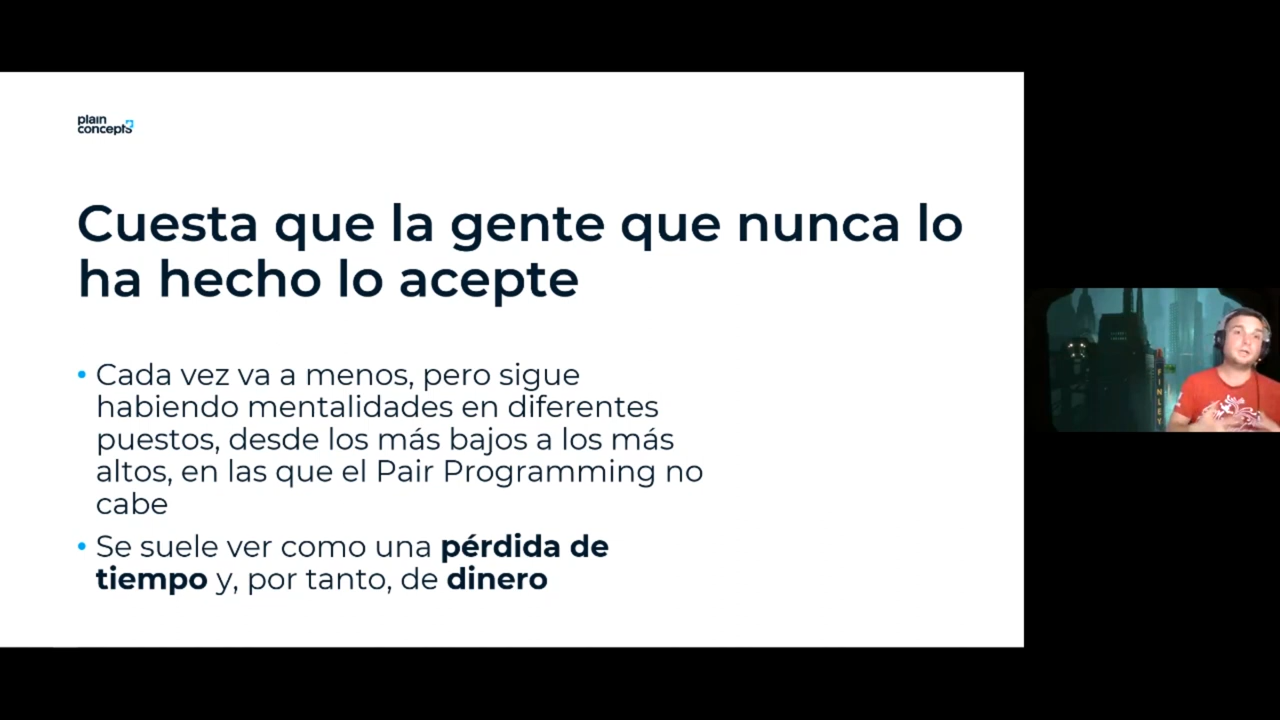 plain
concepts
Cuesta que la gente que nunca lo
ha hecho lo acepte
• Cada vez va a menos, pero sigue
habiendo mentalidades en diferentes
puestos, desde los más bajos a los más
altos, en las que el Pair Programming no
cabe
• Se suele ver como una pérdida de
tiempo y, por tanto, de dinero
FINLEY